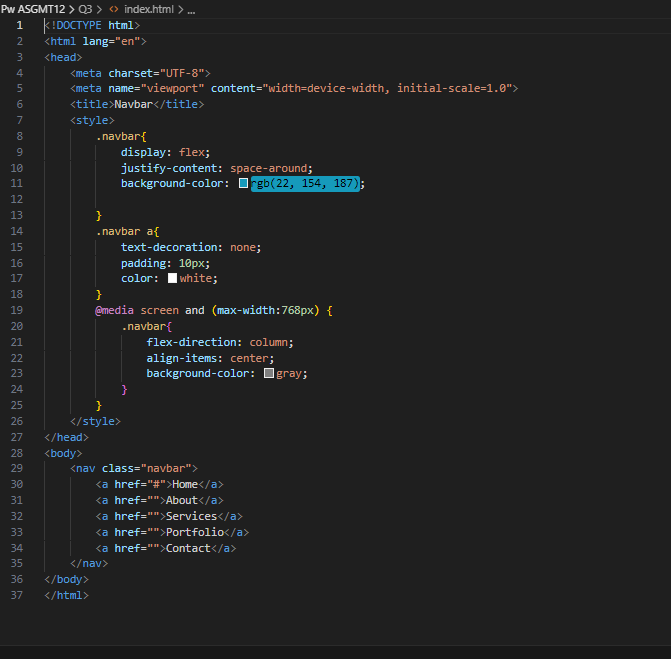 Pw ASGMT12 > Q3 > <> index.html > ...
1 <!DOCTYPE html>
2 <html lang="en">
3 <head>
4     <meta charset="UTF-8">
5     <meta name="viewport" content="width=device-width, initial-scale=1.0">
6     <title>Navbar</title>
7     <style>
8         .navbar{
9             display: flex;
10             justify-content: space-around;
11             background-color: rgb(22, 154, 187);
12
13         }
14         .navbar a{
15             text-decoration: none;
16             padding: 10px;
17             color: white;
18         }
19         @media screen and (max-width:768px) {
20             .navbar{
21                 flex-direction: column;
22                 align-items: center;
23                 background-color: gray;
24             }
25         }
26     </style>
27 </head>
28 <body>
29     <nav class="navbar">
30         <a href="#">Home</a>
31         <a href="">About</a>
32         <a href="">Services</a>
33         <a href="">Portfolio</a>
34         <a href="">Contact</a>
35     </nav>
36 </body>
37 </html>